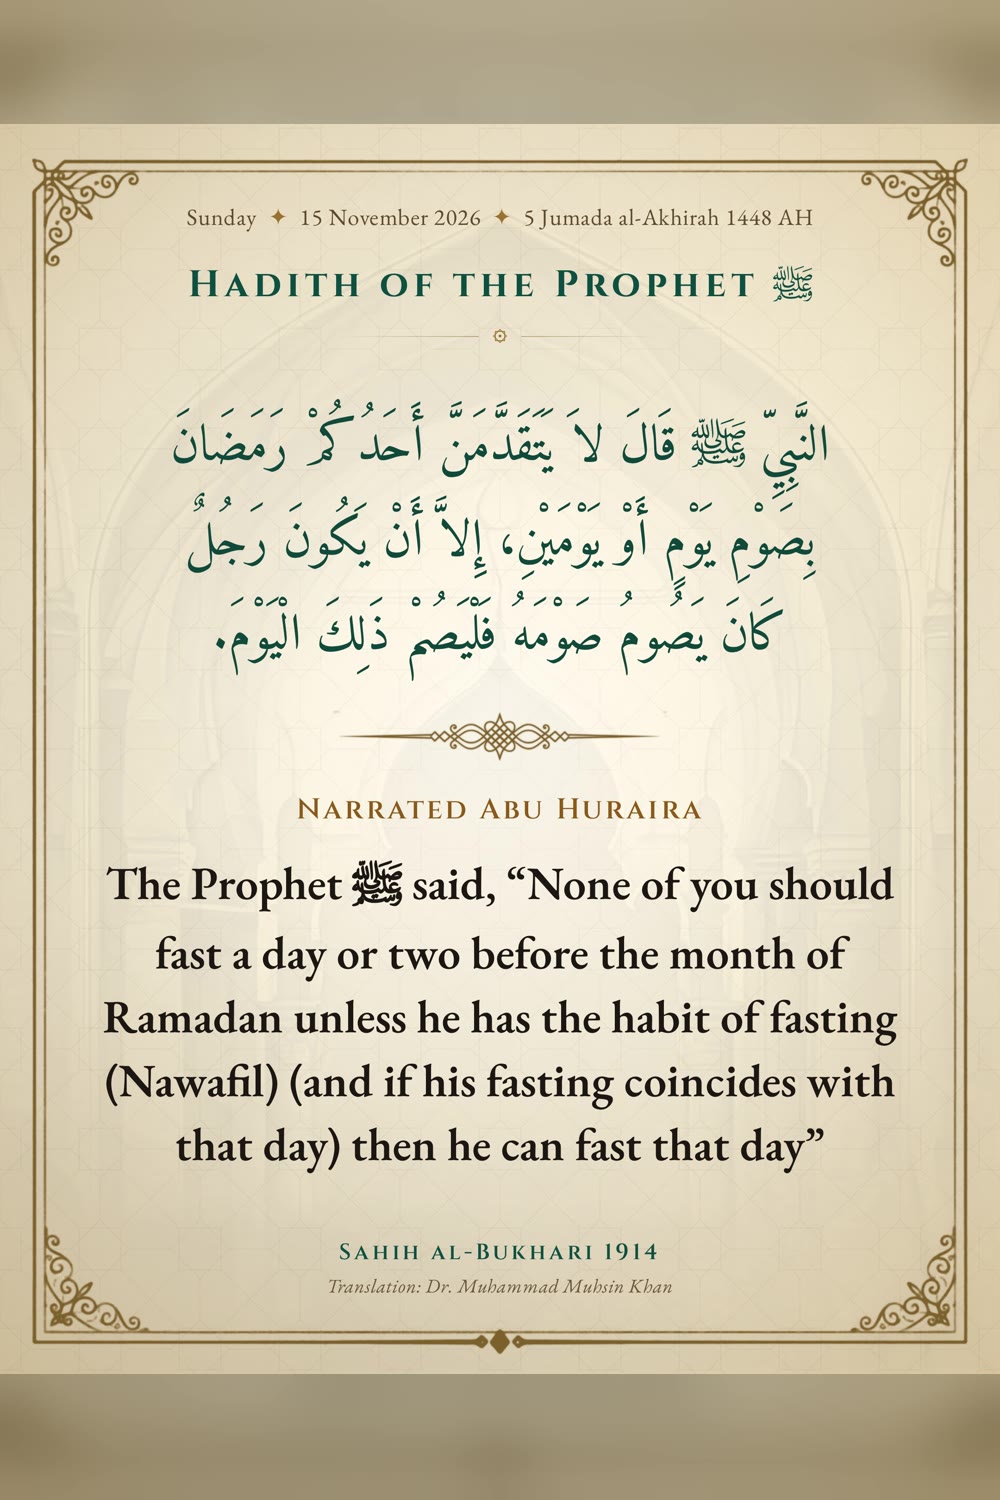 Sunday ✦ 15 November 2026 ✦ 5 Jumada al-Akhirah 1448 AH
Hadith of the Prophet ﷺ
النَّبِيِّ ﷺ قَالَ لاَ يَتَقَدَّمَنَّ أَحَدُكُمْ رَمَضَانَ
بِصَوْمِ يَوْمٍ أَوْ يَوْمَيْنِ، إِلاَّ أَنْ يَكُونَ رَجُلٌ
كَانَ يَصُومُ صَوْمَهُ فَلْيَصُمْ ذَلِكَ الْيَوْمَ.
Narrated Abu Huraira
The Prophet ﷺ said, “None of you should
fast a day or two before the month of
Ramadan unless he has the habit of fasting
(Nawafil) (and if his fasting coincides with
that day) then he can fast that day”
Sahih al-Bukhari 1914
Translation: Dr. Muhammad Muhsin Khan